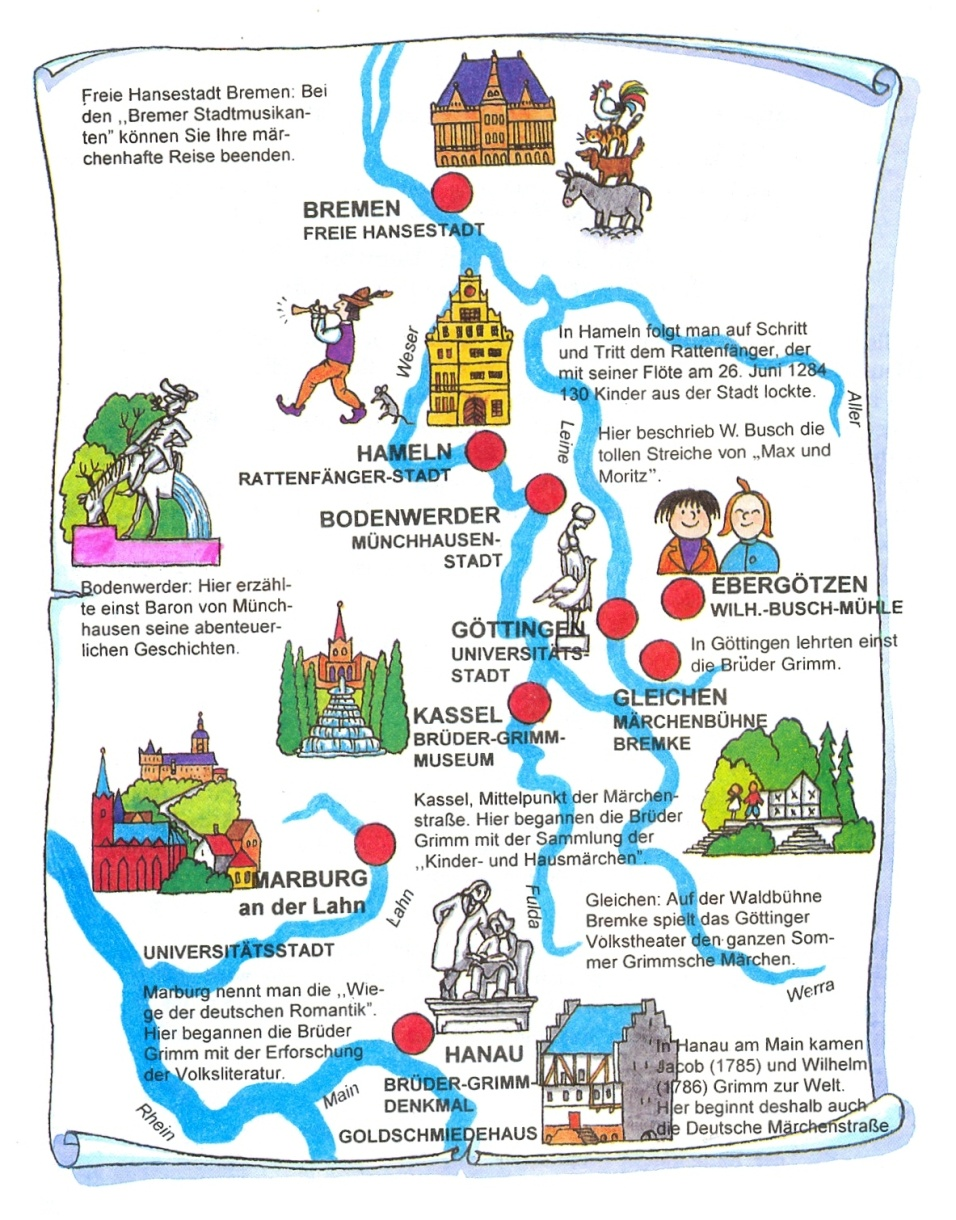 Freie Hansestadt Bremen: Bei
den ,,Bremer Stadtmusikan-
ten" können Sie Ihre mär-
chenhafte Reise beenden.
BREMEN
FREIE HANSESTADT
Weser
In Hameln folgt man auf Schritt
und Tritt dem Rattenfänger, der
mit seiner Flöte am 26. Juni 1284
130 Kinder aus der Stadt lockte.
Aller
Leine
Hier beschrieb W. Busch die
tollen Streiche von „Max und
Moritz".
HAMELN
RATTENFÄNGER-STADT
BODENWERDER
MÜNCHHAUSEN-
STADT
Bodenwerder: Hier erzähl-
te einst Baron von Münch-
hausen seine abenteuer-
lichen Geschichten.
EBERGÖTZEN
WILH.-BUSCH-MÜHLE
GÖTTINGEN
UNIVERSITÄTS-
STADT
In Göttingen lehrten einst
die Brüder Grimm.
GLEICHEN
MÄRCHENBÜHNE
BREMKE
KASSEL
BRÜDER-GRIMM-
MUSEUM
Kassel, Mittelpunkt der Märchen-
straße. Hier begannen die Brüder
Grimm mit der Sammlung der
,,Kinder- und Hausmärchen".
MARBURG
an der Lahn
UNIVERSITÄTSSTADT
Lahn
Fulda
Gleichen: Auf der Waldbühne
Bremke spielt das Göttinger
Volkstheater den ganzen Som-
mer Grimmsche Märchen.
Werra
Marburg nennt man die ,,Wie-
ge der deutschen Romantik".
Hier begannen die Brüder
Grimm mit der Erforschung
der Volksliteratur.
HANAU
BRÜDER-GRIMM-
DENKMAL
GOLDSCHMIEDEHAUS
In Hanau am Main kamen
Jacob (1785) und Wilhelm
(1786) Grimm zur Welt.
Hier beginnt deshalb auch
die Deutsche Märchenstraße.
Main
Rhein